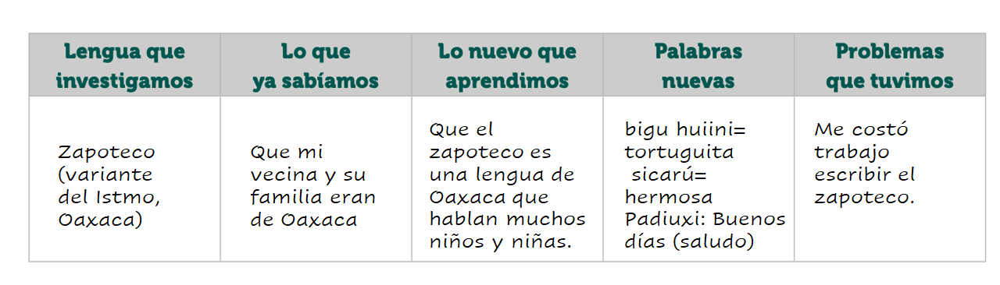 Lengua que
investigamos
Lo que
ya sabíamos
Lo nuevo que
aprendimos
Palabras
nuevas
Problemas
que tuvimos
Zapoteco
(variante
del Istmo,
Oaxaca)
Que mi
vecina y su
familia eran
de Oaxaca
Que el
zapoteco es
una lengua de
Oaxaca que
hablan muchos
niños y niñas.
bigu huiini=
tortuguita
sicarú=
hermosa
Padiuxi: Buenos
días (saludo)
Me costó
trabajo
escribir el
zapoteco.